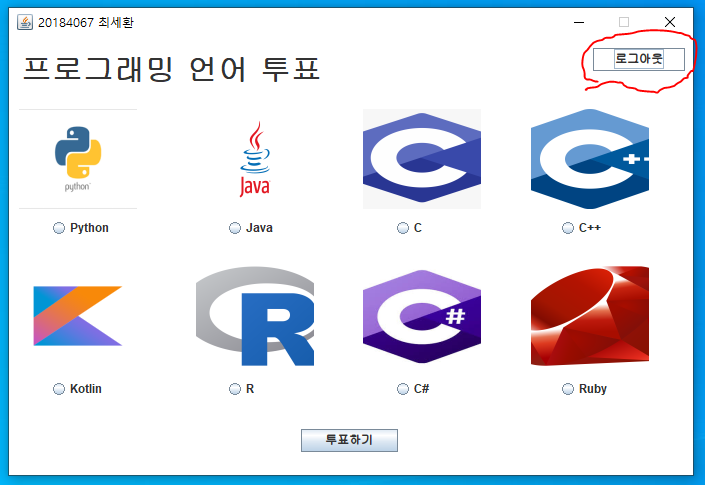 20184067 최세환
로그아웃
프로그래밍 언어 투표
python
Java
C
C
++
Python
Java
C
C++
R
C
#
Kotlin
R
C#
Ruby
투표하기